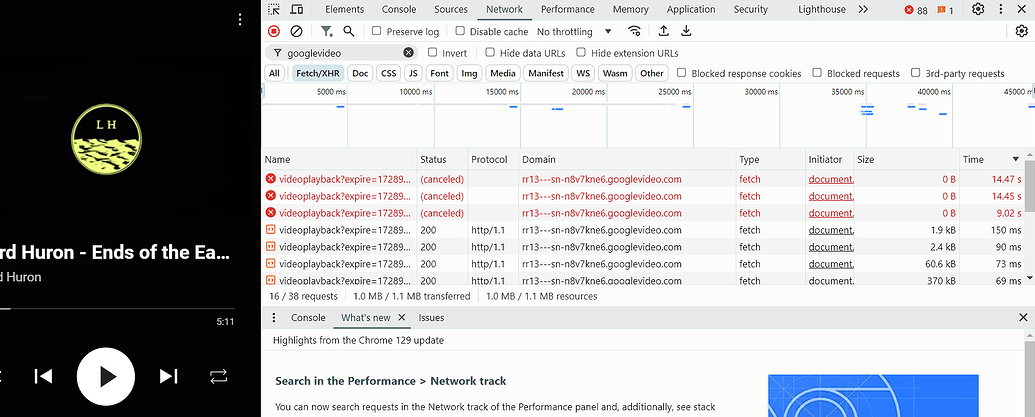 Elements Console Sources Network Performance Memory Application Security Lighthouse 88 1
Preserve log Disable cache No throttling
googlevideo Invert Hide data URLs Hide extension URLs
All Fetch/XHR Doc CSS JS Font Img Media Manifest WS Wasm Other Blocked response cookies Blocked requests 3rd-party requests
5000 ms 10000 ms 15000 ms 20000 ms 25000 ms 30000 ms 35000 ms 40000 ms 45000 m
Name Status Protocol Domain Type Initiator Size Time
videoplayback?expire=17289... (canceled) rr13---sn-n8v7kne6.googlevideo.com fetch document. 0 B 14.47 s
videoplayback?expire=17289... (canceled) rr13---sn-n8v7kne6.googlevideo.com fetch document. 0 B 14.45 s
videoplayback?expire=17289... (canceled) rr13---sn-n8v7kne6.googlevideo.com fetch document. 0 B 9.02 s
videoplayback?expire=17289... 200 http/1.1 rr13---sn-n8v7kne6.googlevideo.com fetch document. 1.9 kB 150 ms
videoplayback?expire=17289... 200 http/1.1 rr13---sn-n8v7kne6.googlevideo.com fetch document. 2.4 kB 90 ms
videoplayback?expire=17289... 200 http/1.1 rr13---sn-n8v7kne6.googlevideo.com fetch document. 60.6 kB 73 ms
videoplayback?expire=17289... 200 http/1.1 rr13---sn-n8v7kne6.googlevideo.com fetch document. 370 kB 69 ms
16 / 38 requests 1.0 MB / 1.1 MB transferred 1.0 MB / 1.1 MB resources
Console What's new Issues
Highlights from the Chrome 129 update
Search in the Performance > Network track
You can now search requests in the Network track of the Performance panel and, additionally, see stack
L H
rd Huron - Ends of the Ea...
d Huron
5:11